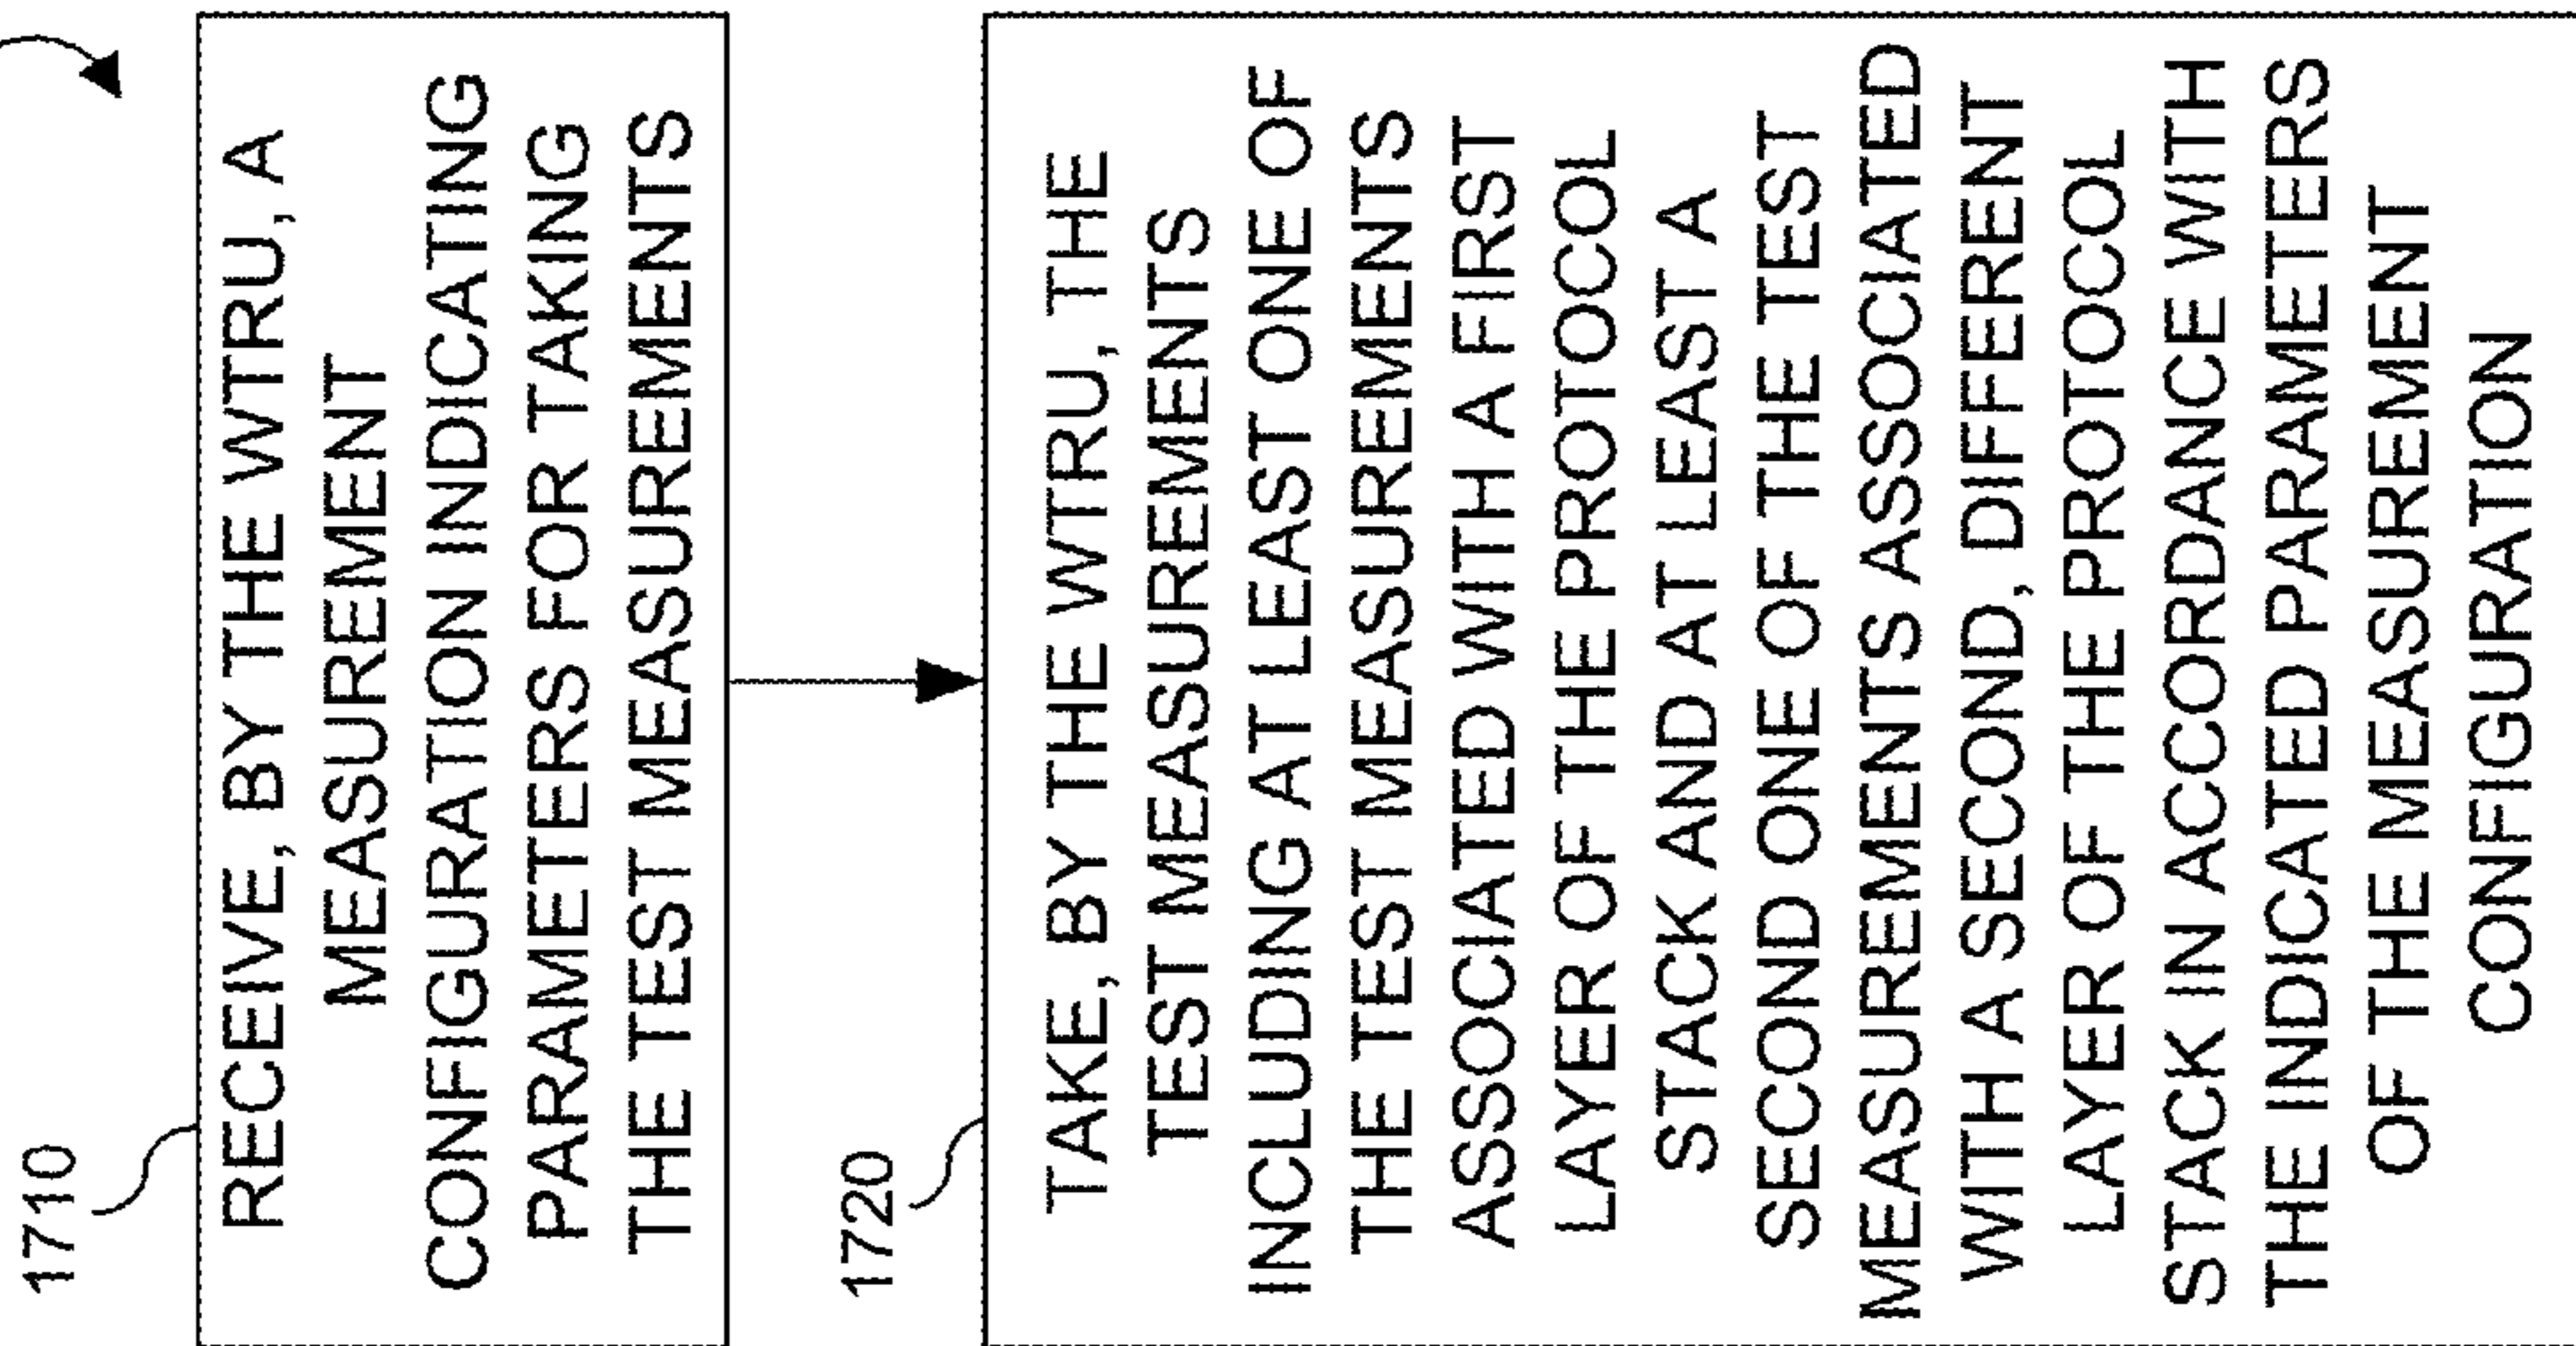 1710
RECEIVE, BY THE WTRU, A
MEASUREMENT
CONFIGURATION INDICATING
PARAMETERS FOR TAKING
THE TEST MEASUREMENTS
1720
TAKE, BY THE WTRU, THE
TEST MEASUREMENTS
INCLUDING AT LEAST ONE OF
THE TEST MEASUREMENTS
ASSOCIATED WITH A FIRST
LAYER OF THE PROTOCOL
STACK AND AT LEAST A
SECOND ONE OF THE TEST
MEASUREMENTS ASSOCIATED
WITH A SECOND, DIFFERENT
LAYER OF THE PROTOCOL
STACK IN ACCORDANCE WITH
THE INDICATED PARAMETERS
OF THE MEASUREMENT
CONFIGURATION